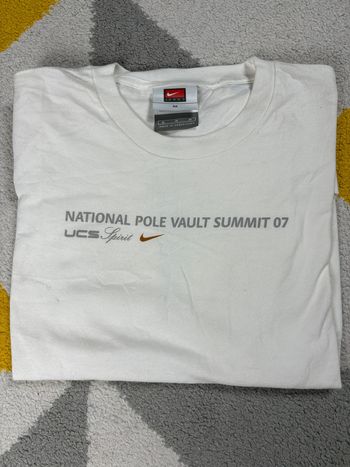 NATIONAL POLE VAULT SUMMIT 07
UCS Spirit